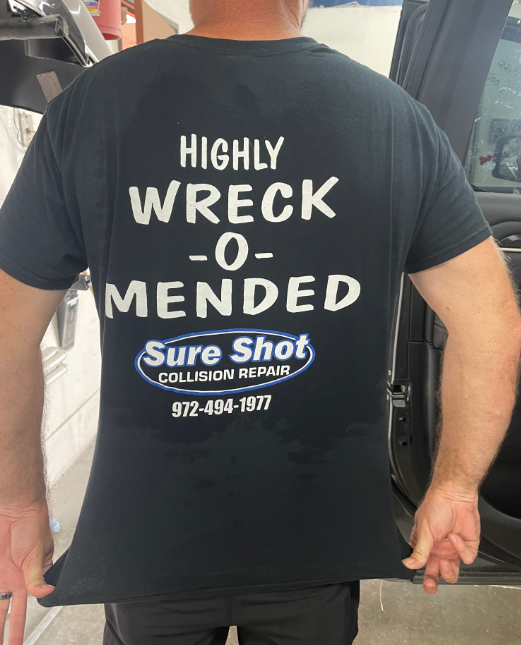 HIGHLY
WRECK
-O-
MENDED
Sure Shot
COLLISION REPAIR
972-494-1977